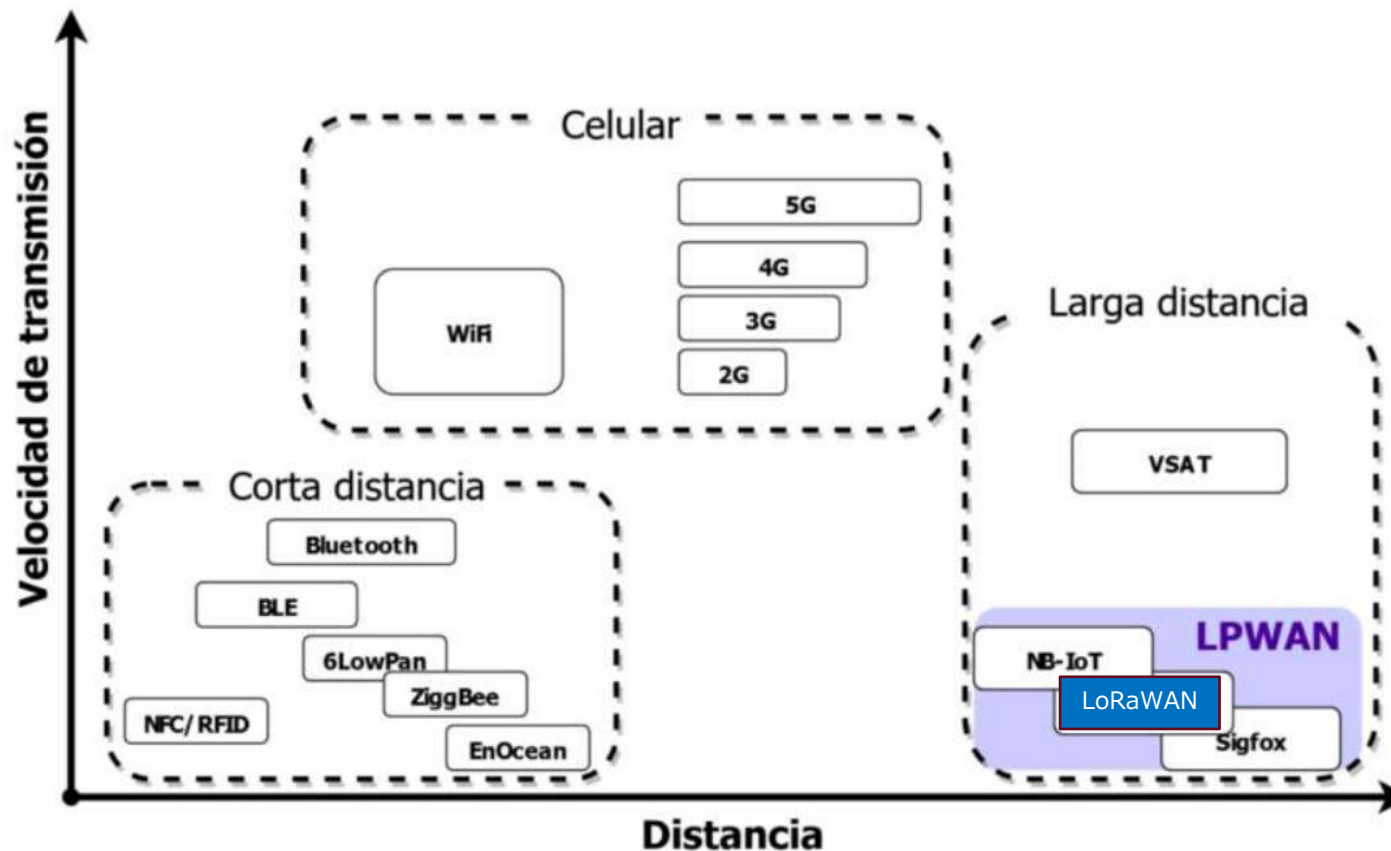 Velocidad de transmisión
Celular
5G
4G
WiFi
3G
2G
Larga distancia
VSAT
Corta distancia
Bluetooth
BLE
6LowPan
ZiggBee
NFC/RFID
EnOcean
LPWAN
NB-IoT
LoRaWAN
Sigfox
Distancia